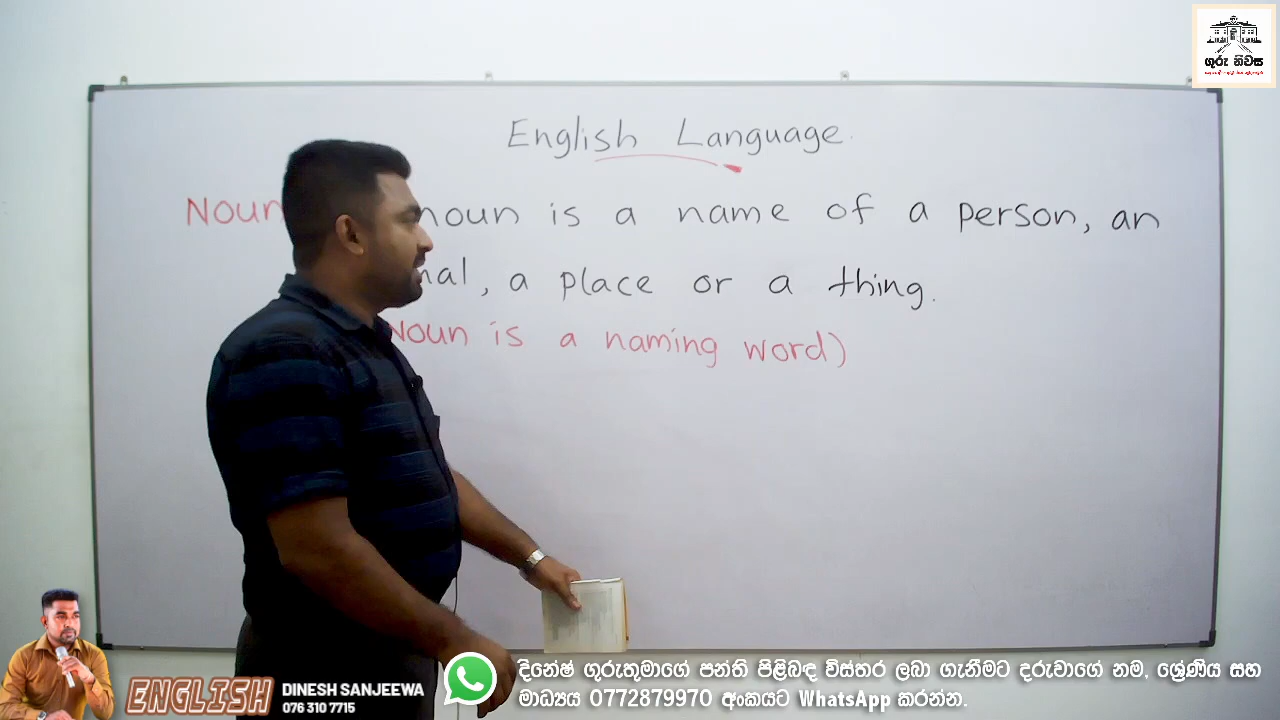 ගුරු නිවස
English Language
Noun noun is a name of a person, an
mal, a place or a thing.
Noun is a naming word)
ENGLISH
DINESH SANJEEWA
076 310 7715
දිනේෂ් ගුරුතුමාගේ පන්ති පිළිබඳ විස්තර ලබා ගැනීමට දරුවාගේ නම, ශ්‍රේණිය සහ
මාධ්‍යය 0772879970 අංකයට WhatsApp කරන්න.